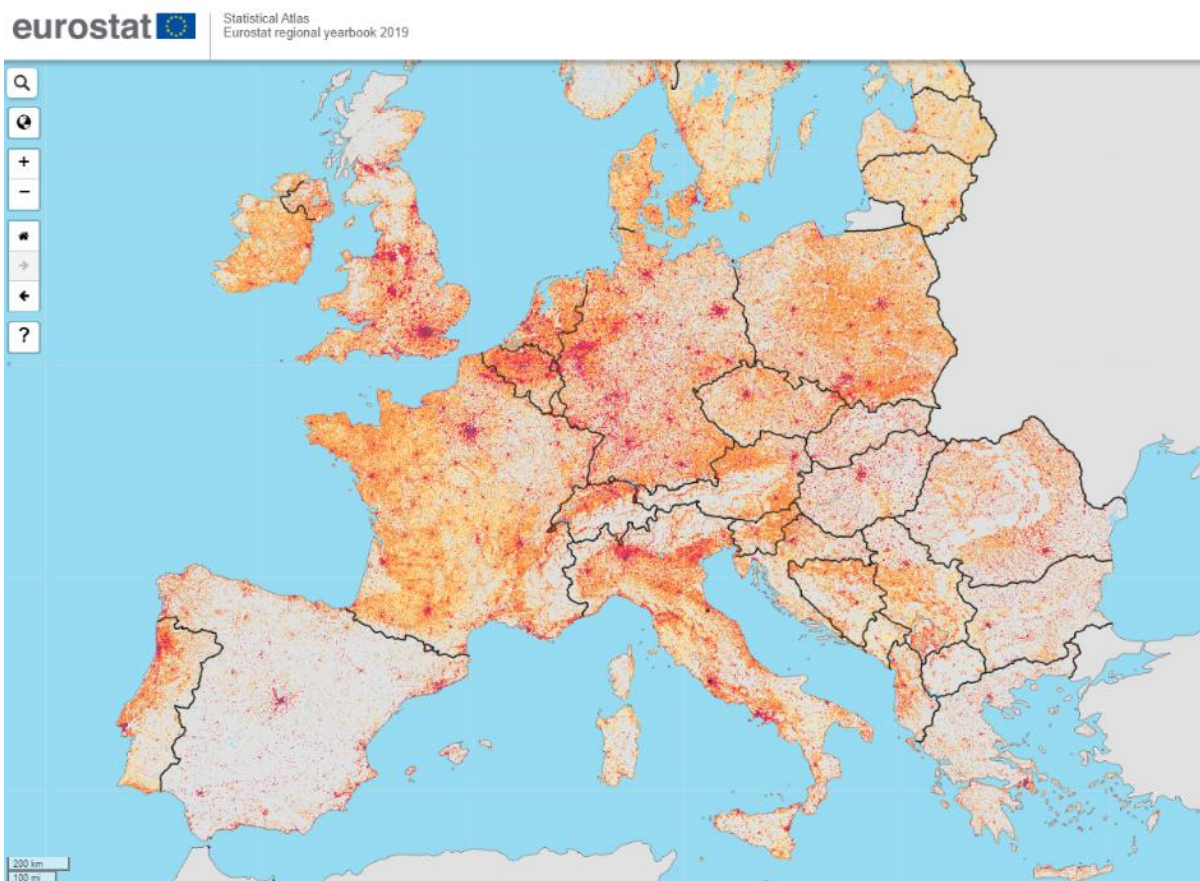 eurostat
Statistical Atlas
Eurostat regional yearbook 2019
+
−
?
200 km
100 mi